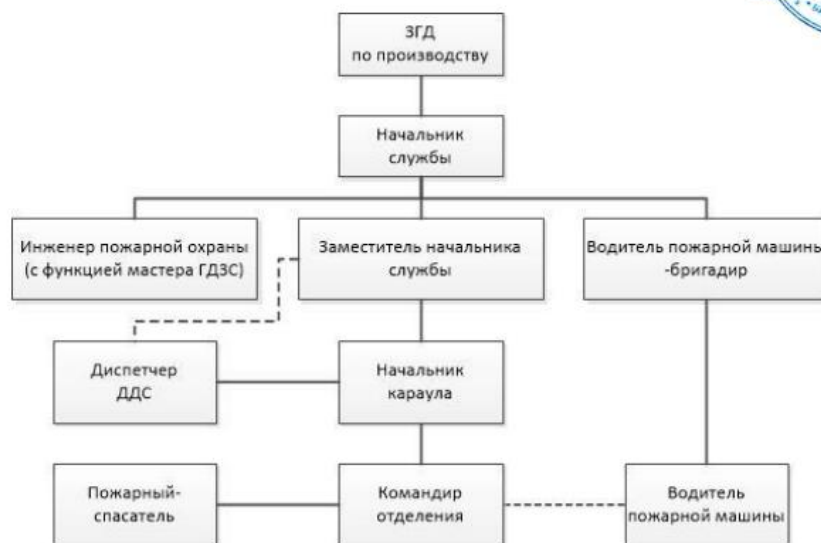 ЗГД
по производству
Начальник
службы
Инженер пожарной охраны
(с функцией мастера ГДЗС)
Заместитель начальника
службы
Водитель пожарной машины
-бригадир
Диспетчер
ДДС
Начальник
караула
Пожарный-
спасатель
Командир
отделения
Водитель
пожарной машины